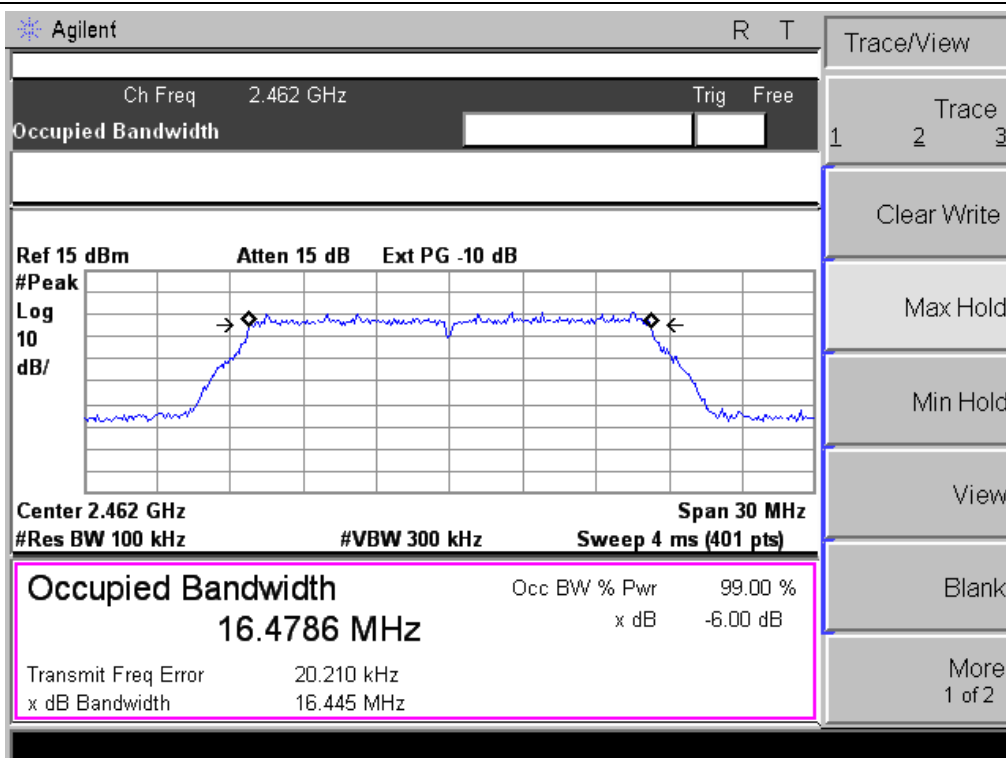 Agilent R T
Ch Freq 2.462 GHz Trig Free
Occupied Bandwidth
Ref 15 dBm Atten 15 dB Ext PG -10 dB
#Peak
Log
10
dB/
Center 2.462 GHz Span 30 MHz
#Res BW 100 kHz #VBW 300 kHz Sweep 4 ms (401 pts)
Occupied Bandwidth Occ BW % Pwr 99.00 %
16.4786 MHz x dB -6.00 dB
Transmit Freq Error 20.210 kHz
x dB Bandwidth 16.445 MHz
Trace/View
Trace
1 2 3
Clear Write
Max Hold
Min Hold
View
Blank
More
1 of 2